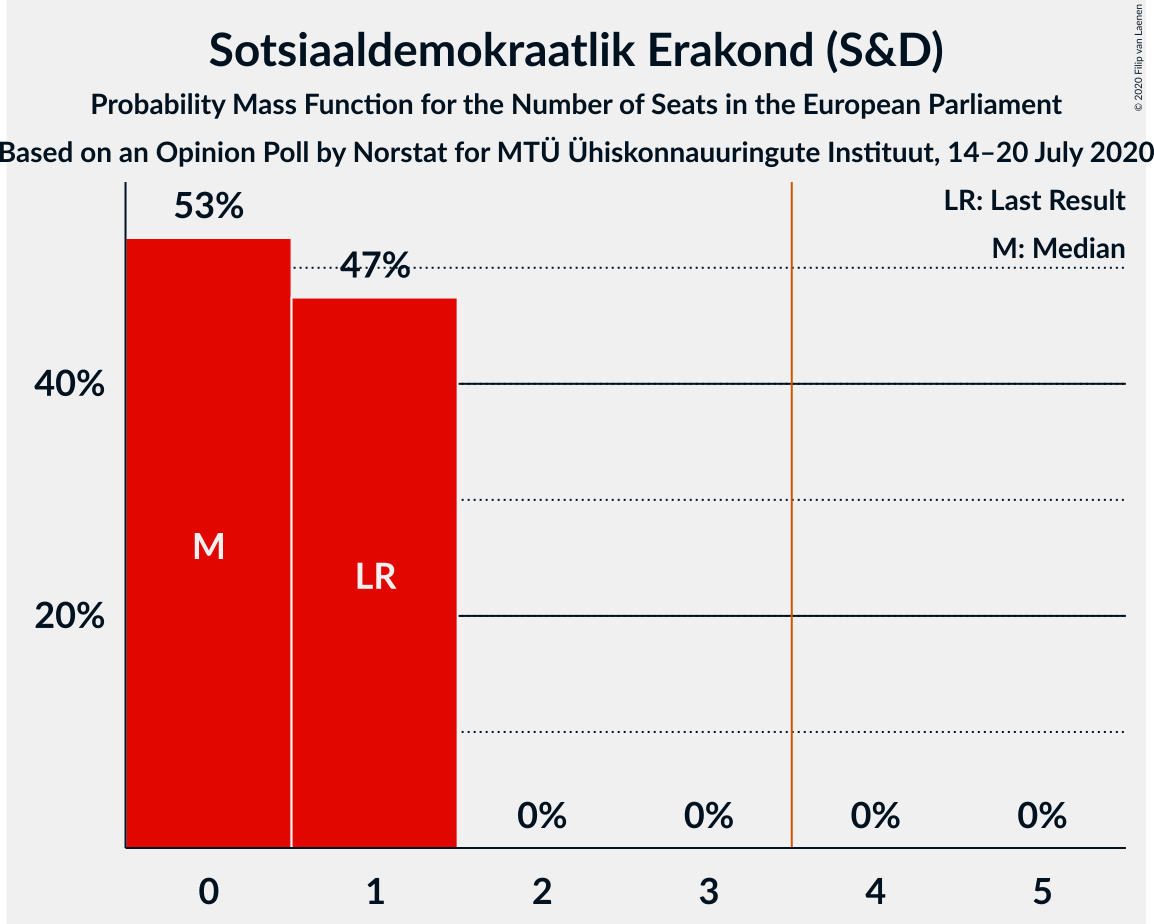 Sotsiaaldemokraatlik Erakond (S&D)
Probability Mass Function for the Number of Seats in the European Parliament
Based on an Opinion Poll by Norstat for MTÜ Ühiskonnauuringute Instituut, 14–20 July 2020
© 2020 Filip van Laenen
LR: Last Result
M: Median
53%
47%
40%
20%
M
LR
0%
0%
0%
0%
0
1
2
3
4
5